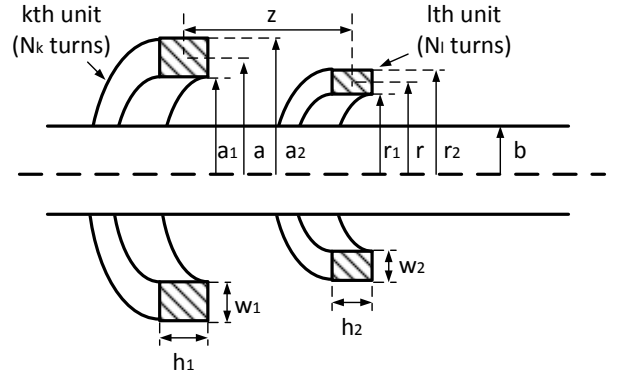 kth unit
(Nk turns)
z
lth unit
(Nl turns)
a1
a
a2
r1
r
r2
b
w1
w2
h1
h2